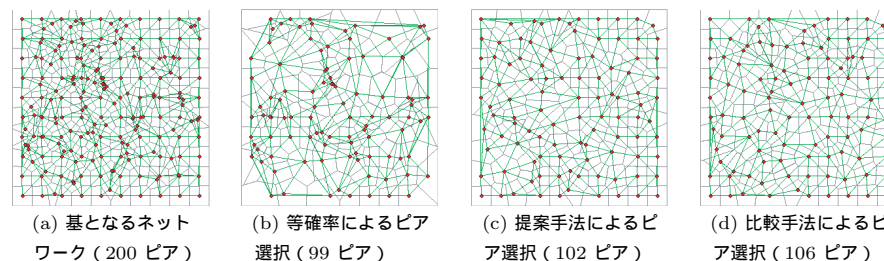 (a) 基となるネット
ワーク ( 200 ピア )
(b) 等確率によるピア
選択 ( 99 ピア )
(c) 提案手法によるピ
ア選択 ( 102 ピア )
(d) 比較手法によるピ
ア選択 ( 106 ピア )